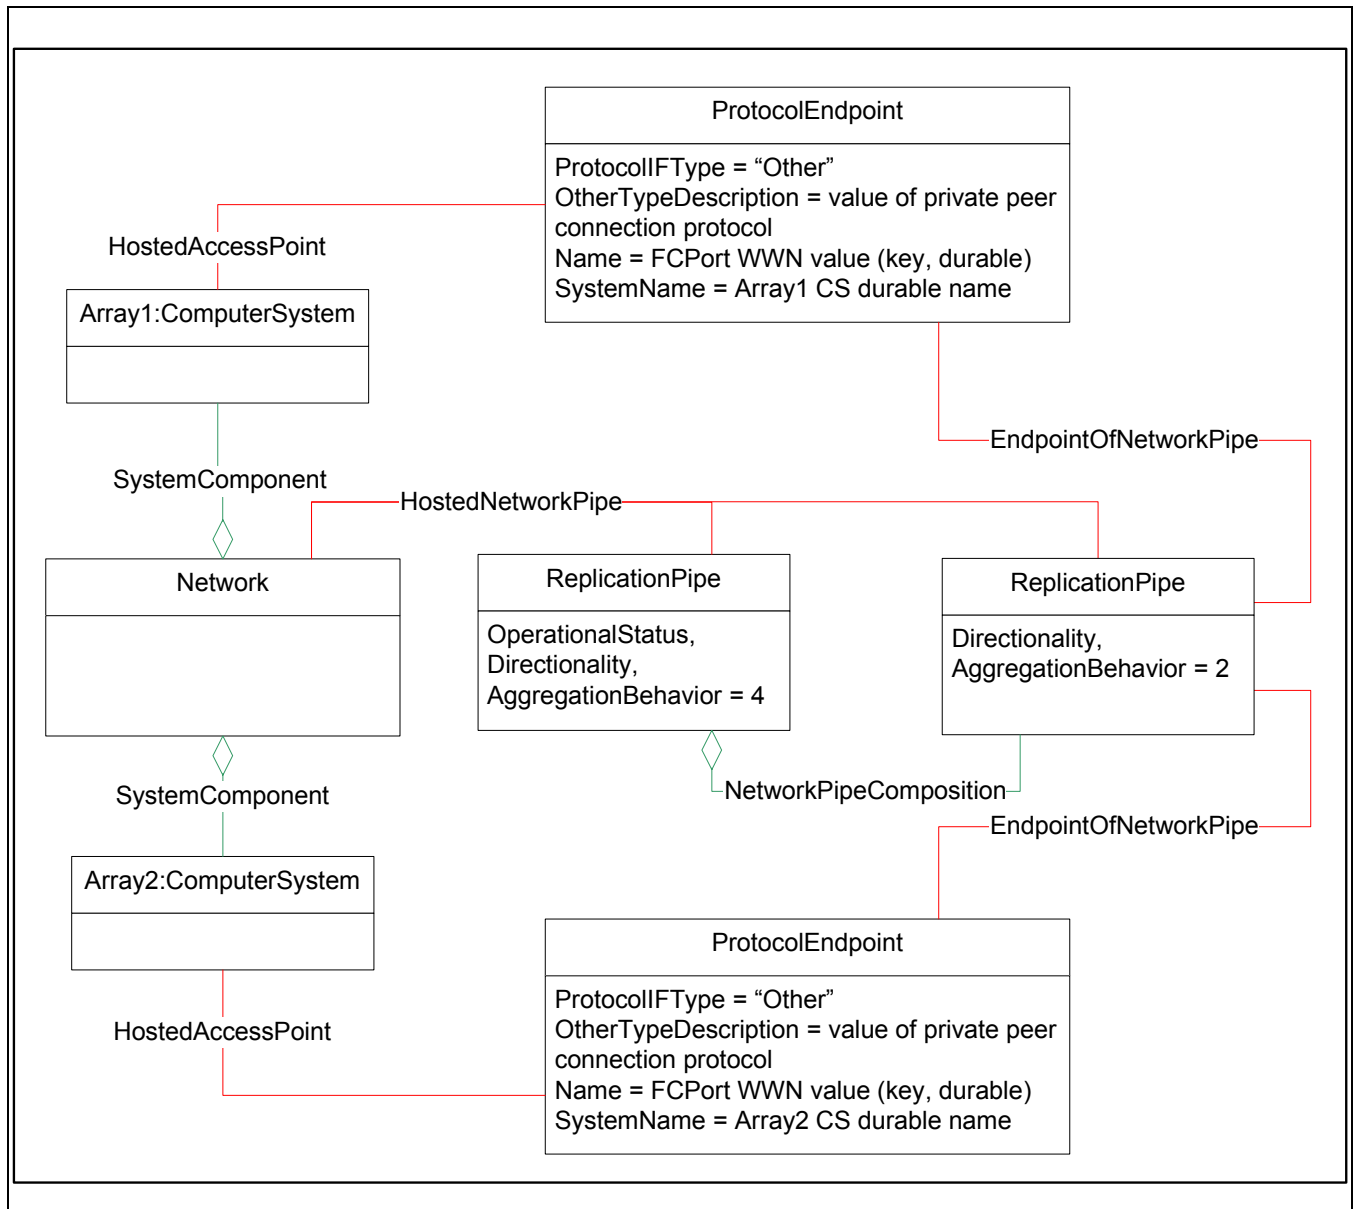 ProtocolEndpoint
ProtocolIFType = “Other”
OtherTypeDescription = value of private peer
connection protocol
Name = FCPort WWN value (key, durable)
SystemName = Array1 CS durable name
HostedAccessPoint
Array1:ComputerSystem
EndpointOfNetworkPipe
SystemComponent
HostedNetworkPipe
Network
ReplicationPipe
OperationalStatus,
Directionality,
AggregationBehavior = 4
ReplicationPipe
Directionality,
AggregationBehavior = 2
SystemComponent
NetworkPipeComposition
EndpointOfNetworkPipe
Array2:ComputerSystem
HostedAccessPoint
ProtocolEndpoint
ProtocolIFType = “Other”
OtherTypeDescription = value of private peer
connection protocol
Name = FCPort WWN value (key, durable)
SystemName = Array2 CS durable name